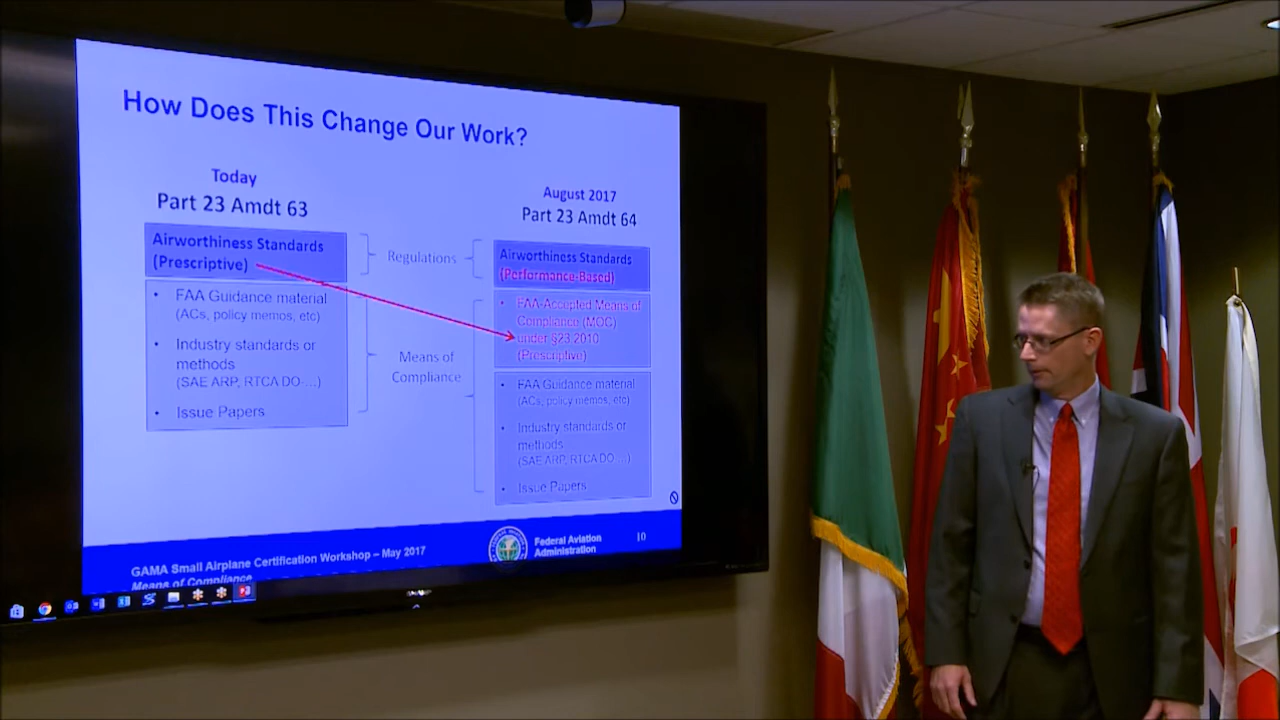 How Does This Change Our Work?
Today
Part 23 Amdt 63
Airworthiness Standards
(Prescriptive)
• FAA Guidance material
(ACs, policy memos, etc)
• Industry standards or
methods
(SAE ARP, RTCA DO-...)
• Issue Papers
Regulations
Means of
Compliance
August 2017
Part 23 Amdt 64
Airworthiness Standards
(Performance-Based)
• FAA-Accepted Means of
Compliance (MOC)
under §23.2010
(Prescriptive)
• FAA Guidance material
(ACs, policy memos, etc)
• Industry standards or
methods
(SAE ARP, RTCA DO-...)
• Issue Papers
GAMA Small Airplane Certification Workshop – May 2017
Means of Compliance
Federal Aviation
Administration
10